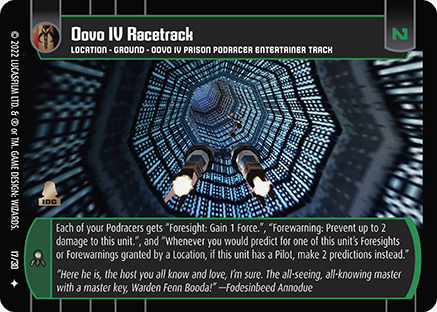 Oovo IV Racetrack
N
LOCATION - GROUND - OOVO IV PRISON PODRACER ENTERTAINER TRACK
© 2022 LUCASFILM LTD. & ® OR TM. GAME DESIGN: WIZARDS.
IDC
17/30
Each of your Podracers gets “Foresight: Gain 1 Force.”, “Forewarning: Prevent up to 2
damage to this unit.”, and “Whenever you would predict for one of this unit’s Foresights
or Forewarnings granted by a Location, if this unit has a Pilot, make 2 predictions instead.”
“Here he is, the host you all know and love, I’m sure. The all-seeing, all-knowing master
with a master key, Warden Fenn Booda!” —Fodesinbeed Annodue